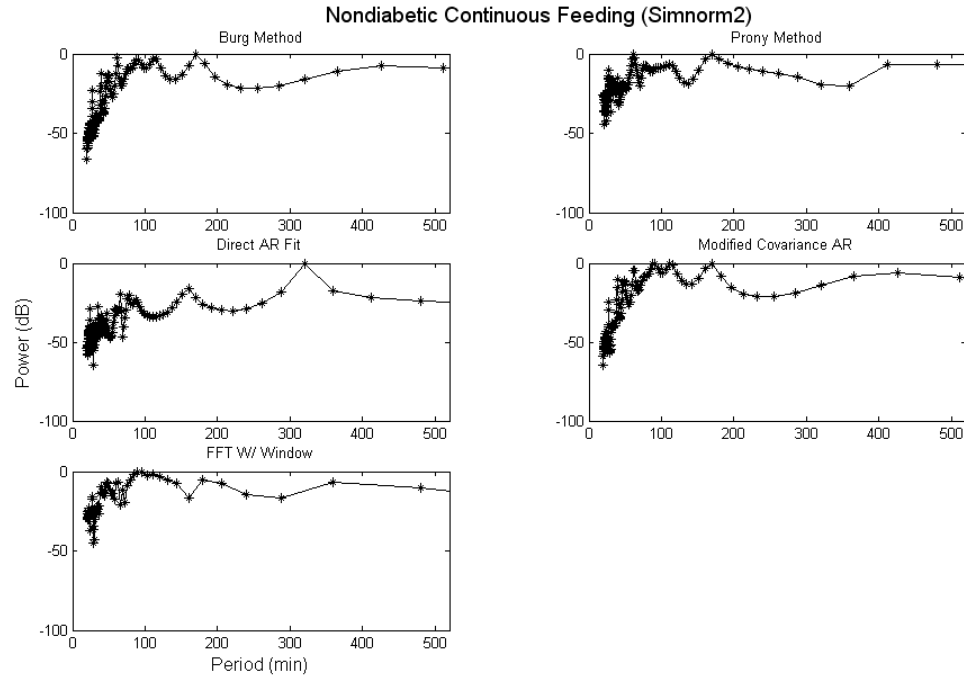 Nondiabetic Continuous Feeding (Simnorm2)
Burg Method
0
-50
-100
0 100 200 300 400 500
Prony Method
0
-50
-100
0 100 200 300 400 500
Direct AR Fit
0
-50
-100
0 100 200 300 400 500
Power (dB)
Modified Covariance AR
0
-50
-100
0 100 200 300 400 500
FFT W/ Window
0
-50
-100
0 100 200 300 400 500
Period (min)